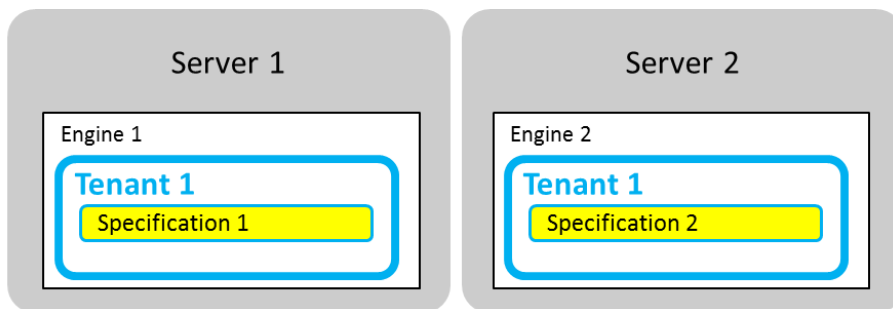 Server 1
Engine 1
Tenant 1
Specification 1
Server 2
Engine 2
Tenant 1
Specification 2